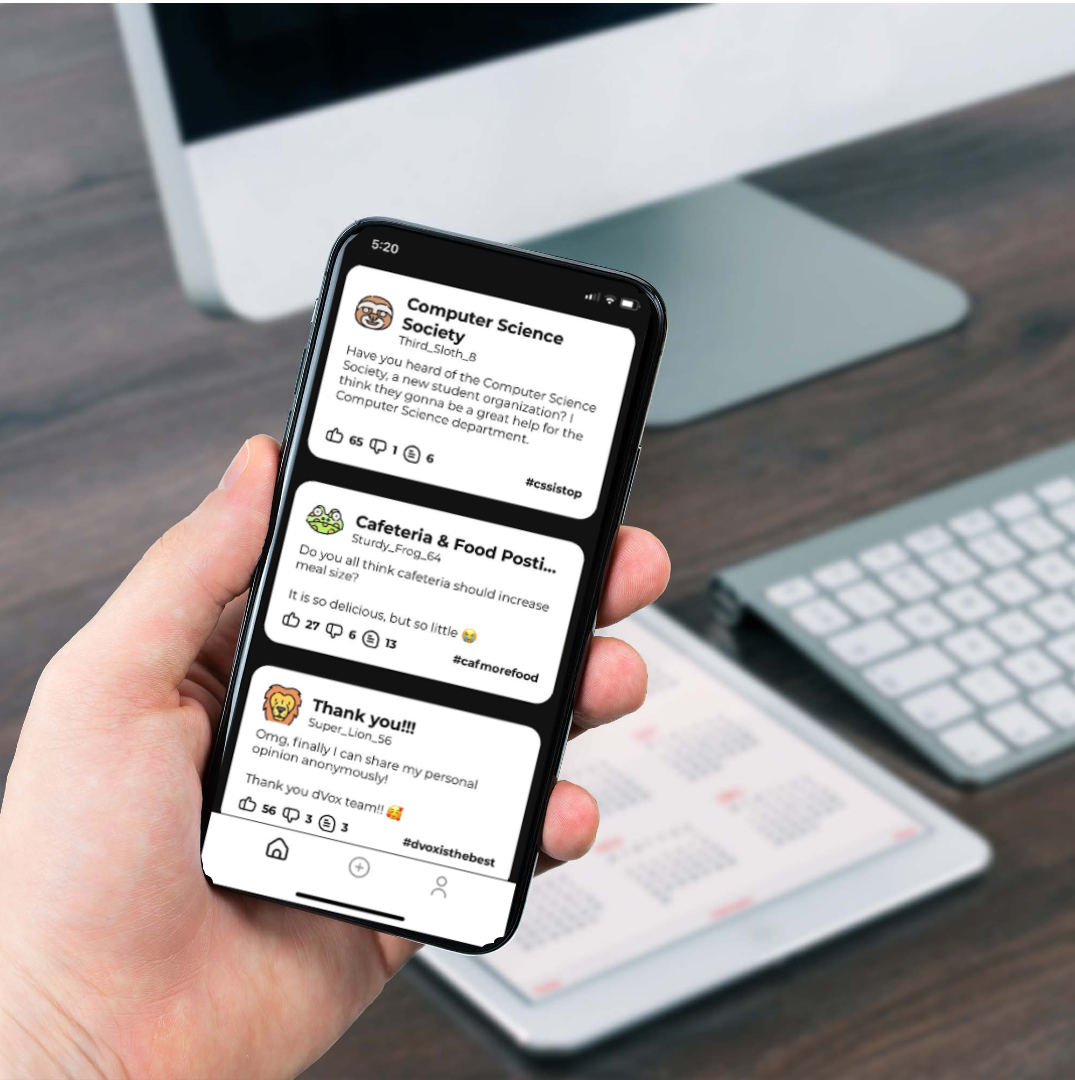 5:20
Computer Science
Society
Third_Sloth_8
Have you heard of the Computer Science
Society, a new student organization? I
think they gonna be a great help for the
Computer Science department.
65 1 6
#cssistop
Cafeteria & Food Posti...
Sturdy_Frog_64
Do you all think cafeteria should increase
meal size?
It is so delicious, but so little 😭
27 6 13
#cafmorefood
Thank you!!!
Super_Lion_56
Omg, finally I can share my personal
opinion anonymously!
Thank you dVox team!! 🥰
56 3 3
#dvoxisthebest